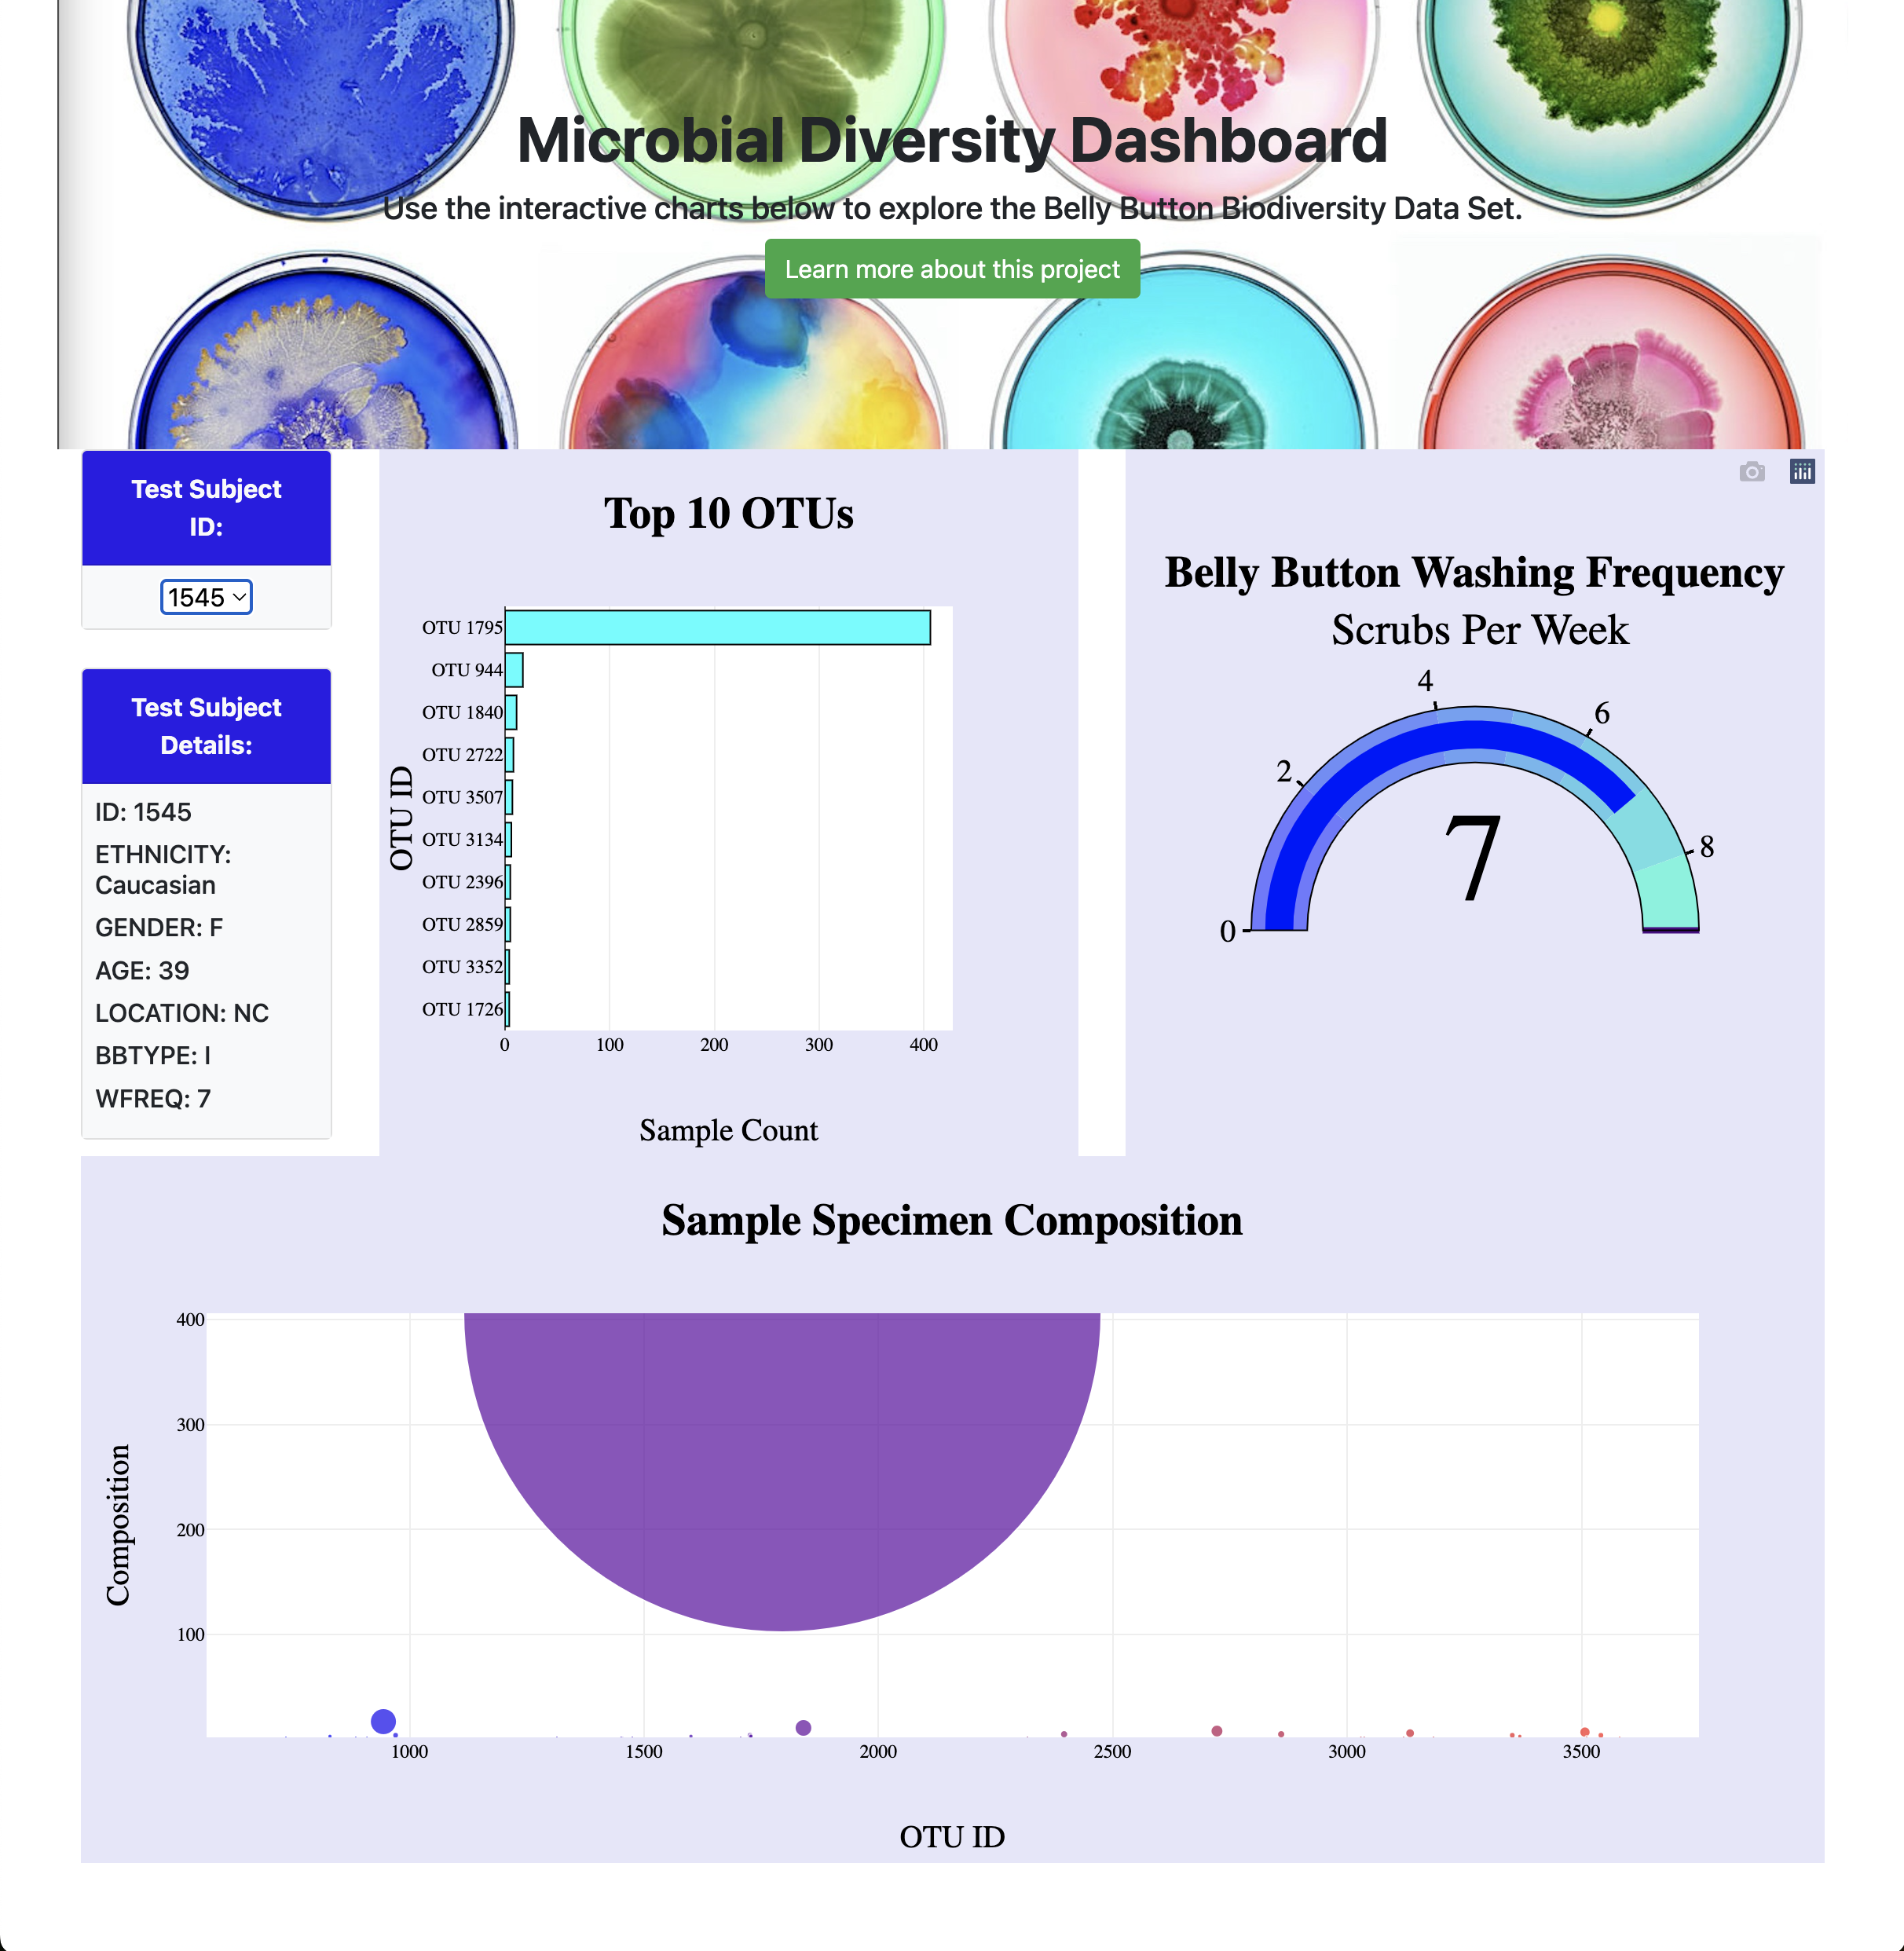 Microbial Diversity Dashboard
Use the interactive charts below to explore the Belly Button Biodiversity Data Set.
Learn more about this project
Test Subject
ID:
1545
Test Subject
Details:
ID: 1545
ETHNICITY:
Caucasian
GENDER: F
AGE: 39
LOCATION: NC
BBTYPE: I
WFREQ: 7
Top 10 OTUs
OTU ID
OTU 1795
OTU 944
OTU 1840
OTU 2722
OTU 3507
OTU 3134
OTU 2396
OTU 2859
OTU 3352
OTU 1726
0 100 200 300 400
Sample Count
Belly Button Washing Frequency
Scrubs Per Week
0
2
4
6
8
7
Sample Specimen Composition
Composition
400
300
200
100
1000 1500 2000 2500 3000 3500
OTU ID